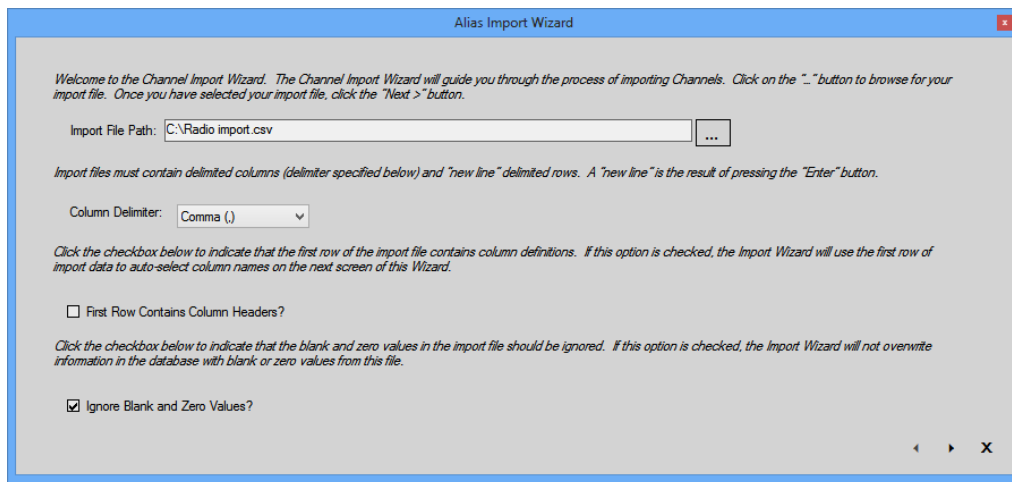 Alias Import Wizard
x
Welcome to the Channel Import Wizard. The Channel Import Wizard will guide you through the process of importing Channels. Click on the "..." button to browse for your
import file. Once you have selected your import file, click the "Next >" button.
Import File Path: C:\Radio import.csv ...
Import files must contain delimited columns (delimiter specified below) and "new line" delimited rows. A "new line" is the result of pressing the "Enter" button.
Column Delimiter: Comma (,)
Click the checkbox below to indicate that the first row of the import file contains column definitions. If this option is checked, the Import Wizard will use the first row of
import data to auto-select column names on the next screen of this Wizard.
First Row Contains Column Headers?
Click the checkbox below to indicate that the blank and zero values in the import file should be ignored. If this option is checked, the Import Wizard will not overwrite
information in the database with blank or zero values from this file.
Ignore Blank and Zero Values?
X